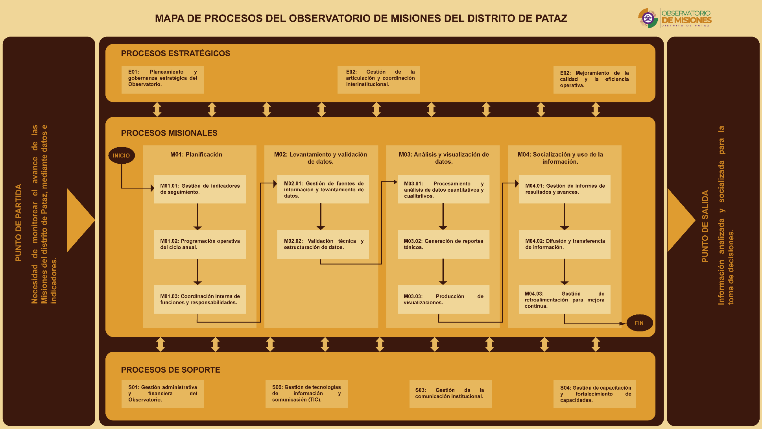 MAPA DE PROCESOS DEL OBSERVATORIO DE MISIONES DEL DISTRITO DE PATAZ
OBSERVATORIO
DE MISIONES
PUNTO DE PARTIDA
Necesidad de monitorear el avance de las
Misiones del distrito de Pataz, mediante datos e
indicadores.
PROCESOS ESTRATÉGICOS
E01: Planeamiento y
gobernanza estratégica del
Observatorio.
E02: Gestión de la
articulación y coordinación
interinstitucional.
E02: Mejoramiento de la
calidad y la eficiencia
operativa.
PROCESOS MISIONALES
INICIO
M01: Planificación
M01.01: Gestión de indicadores
de seguimiento.
M01.02: Programación operativa
del ciclo anual.
M01.03: Coordinación interna de
funciones y responsabilidades.
M02: Levantamiento y validación
de datos.
M02.01: Gestión de fuentes de
información y levantamiento de
datos.
M02.02: Validación técnica y
estructuración de datos.
M03: Análisis y visualización de
datos.
M03.01: Procesamiento y
análisis de datos cuantitativos y
cualitativos.
M03.02: Generación de reportes
técnicos.
M03.03: Producción de
visualizaciones.
M04: Socialización y uso de la
información.
M04.01: Gestión de informes de
resultados y avances.
M04.02: Difusión y transferencia
de información.
M04.03: Gestión de
retroalimentación para mejora
continua.
FIN
PROCESOS DE SOPORTE
S01: Gestión administrativa
y financiera del
Observatorio.
S02: Gestión de tecnologías
de información y
comunicación (TIC).
S03: Gestión de la
comunicación institucional.
S04: Gestión de capacitación
y fortalecimiento de
capacidades.
PUNTO DE SALIDA
Información analizada y socializada para la
toma de decisiones.